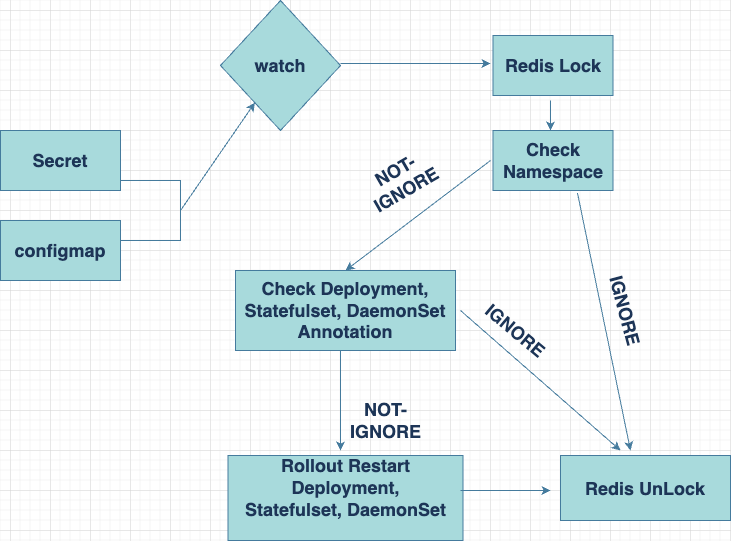 watch
Redis Lock
Secret
Check
Namespace
NOT-
IGNORE
configmap
Check Deployment,
Statefulset, DaemonSet
Annotation
IGNORE
IGNORE
NOT-
IGNORE
Rollout Restart
Deployment,
Statefulset, DaemonSet
Redis UnLock